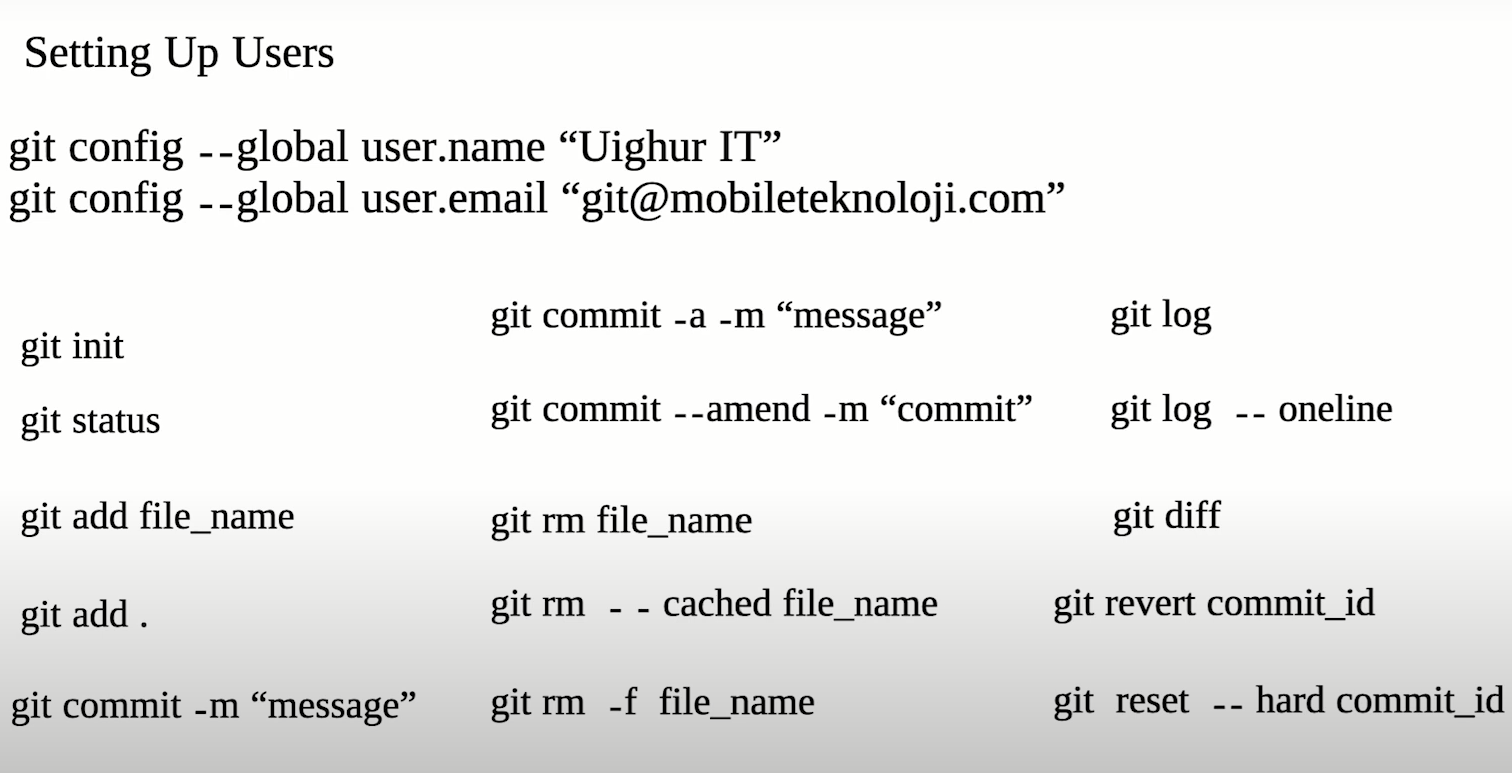 Setting Up Users
git config --global user.name “Uighur IT”
git config --global user.email “git@mobileteknoloji.com”
git init
git status
git add file_name
git add .
git commit -m “message”
git commit -a -m “message”
git commit --amend -m “commit”
git rm file_name
git rm - - cached file_name
git rm -f file_name
git log
git log -- oneline
git diff
git revert commit_id
git reset -- hard commit_id